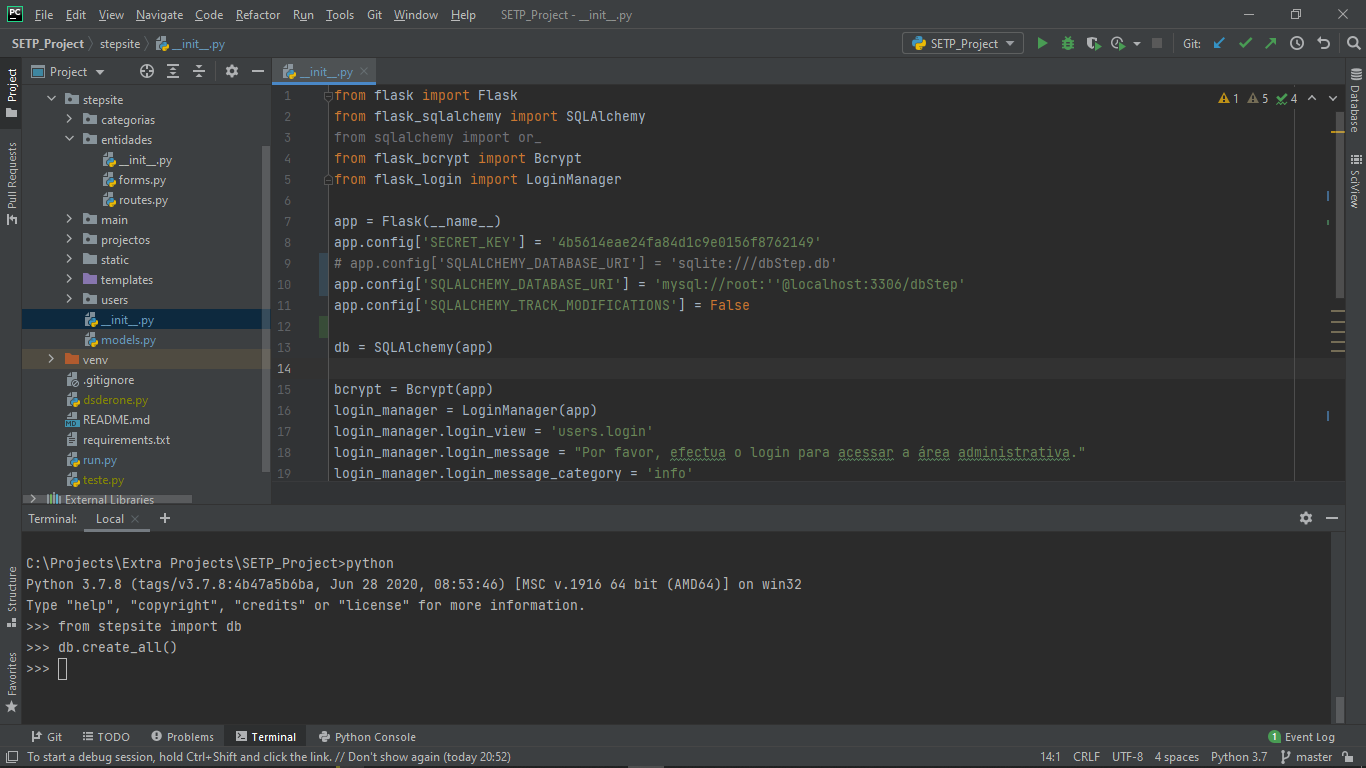 PC File Edit View Navigate Code Refactor Run Tools Git Window Help SETP_Project - __init__.py
SETP_Project stepsite __init__.py SETP_Project Git:
Project __init__.py
stepsite
categorias
entidades
__init__.py
forms.py
routes.py
main
projectos
static
templates
users
__init__.py
models.py
venv
.gitignore
dsderone.py
MD README.md
requirements.txt
run.py
teste.py
External Libraries
Project
Pull Requests
Structure
Favorites
1 from flask import Flask
2 from flask_sqlalchemy import SQLAlchemy
3 from sqlalchemy import or_
4 from flask_bcrypt import Bcrypt
5 from flask_login import LoginManager
6
7 app = Flask(__name__)
8 app.config['SECRET_KEY'] = '4b5614eae24fa84d1c9e0156f8762149'
9 # app.config['SQLALCHEMY_DATABASE_URI'] = 'sqlite:///dbStep.db'
10 app.config['SQLALCHEMY_DATABASE_URI'] = 'mysql://root:''@localhost:3306/dbStep'
11 app.config['SQLALCHEMY_TRACK_MODIFICATIONS'] = False
12
13 db = SQLAlchemy(app)
14
15 bcrypt = Bcrypt(app)
16 login_manager = LoginManager(app)
17 login_manager.login_view = 'users.login'
18 login_manager.login_message = "Por favor, efectua o login para acessar a área administrativa."
19 login_manager.login_message_category = 'info'
1 5 4
Database
SciView
Terminal: Local +
C:\Projects\Extra Projects\SETP_Project>python
Python 3.7.8 (tags/v3.7.8:4b47a5b6ba, Jun 28 2020, 08:53:46) [MSC v.1916 64 bit (AMD64)] on win32
Type "help", "copyright", "credits" or "license" for more information.
>>> from stepsite import db
>>> db.create_all()
>>>
Git TODO Problems Terminal Python Console 1 Event Log
To start a debug session, hold Ctrl+Shift and click the link. // Don't show again (today 20:52) 14:1 CRLF UTF-8 4 spaces Python 3.7 master